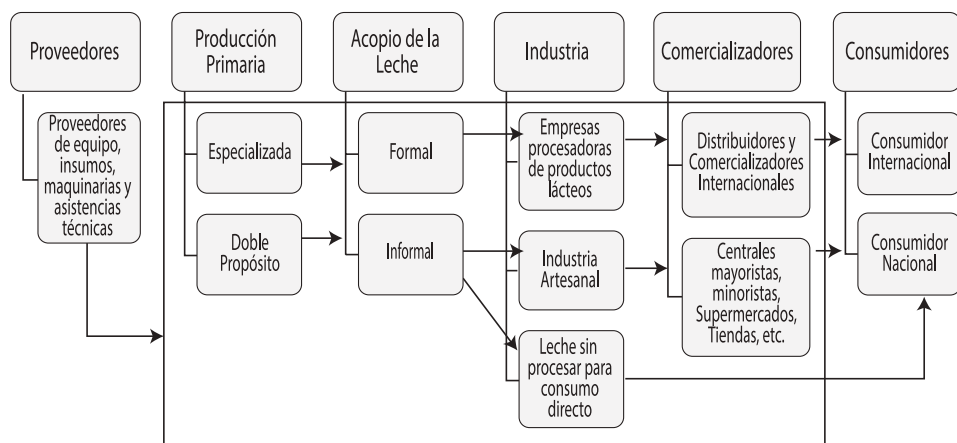 Proveedores
Proveedores
de equipo,
insumos,
maquinarias y
asistencias
técnicas
Producción
Primaria
Especializada
Doble
Propósito
Acopio de la
Leche
Formal
Informal
Industria
Empresas
procesadoras
de productos
lácteos
Industria
Artesanal
Leche sin
procesar para
consumo
directo
Comercializadores
Distribuidores y
Comercializadores
Internacionales
Centrales
mayoristas,
minoristas,
Supermercados,
Tiendas, etc.
Consumidores
Consumidor
Internacional
Consumidor
Nacional